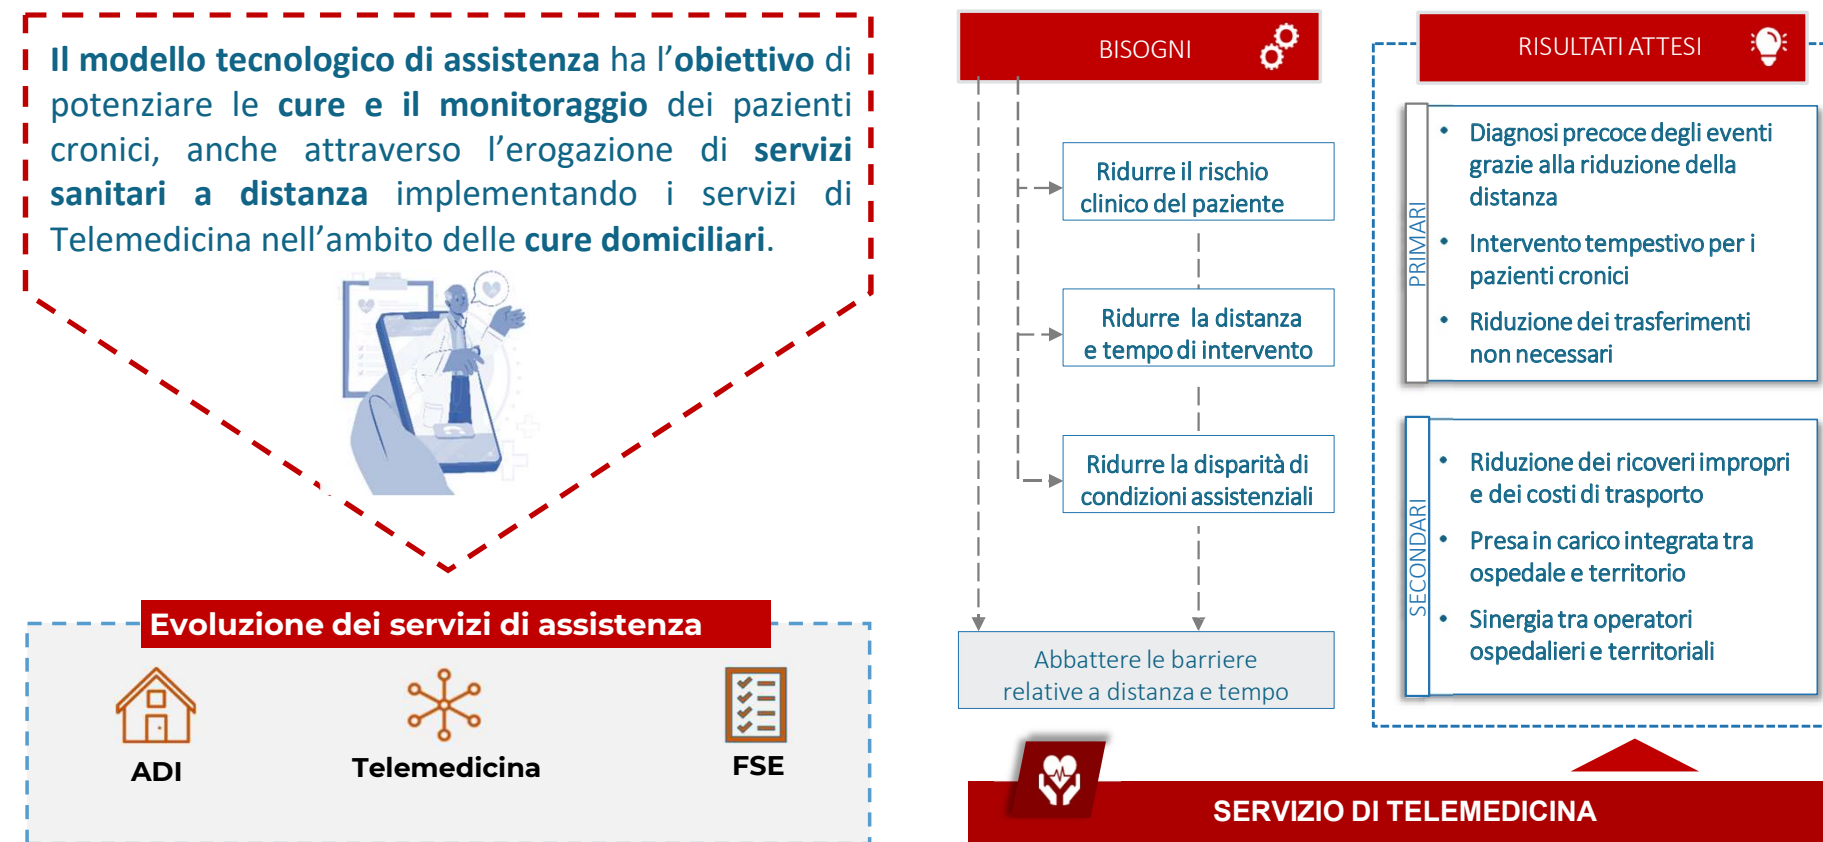 Il modello tecnologico di assistenza ha l’obiettivo di
potenziare le cure e il monitoraggio dei pazienti
cronici, anche attraverso l’erogazione di servizi
sanitari a distanza implementando i servizi di
Telemedicina nell’ambito delle cure domiciliari.
Evoluzione dei servizi di assistenza
ADI
Telemedicina
FSE
BISOGNI
Ridurre il rischio
clinico del paziente
Ridurre la distanza
e tempo di intervento
Ridurre la disparità di
condizioni assistenziali
Abbattere le barriere
relative a distanza e tempo
RISULTATI ATTESI
PRIMARI
• Diagnosi precoce degli eventi
grazie alla riduzione della
distanza
• Intervento tempestivo per i
pazienti cronici
• Riduzione dei trasferimenti
non necessari
SECONDARI
• Riduzione dei ricoveri impropri
e dei costi di trasporto
• Presa in carico integrata tra
ospedale e territorio
• Sinergia tra operatori
ospedalieri e territoriali
SERVIZIO DI TELEMEDICINA